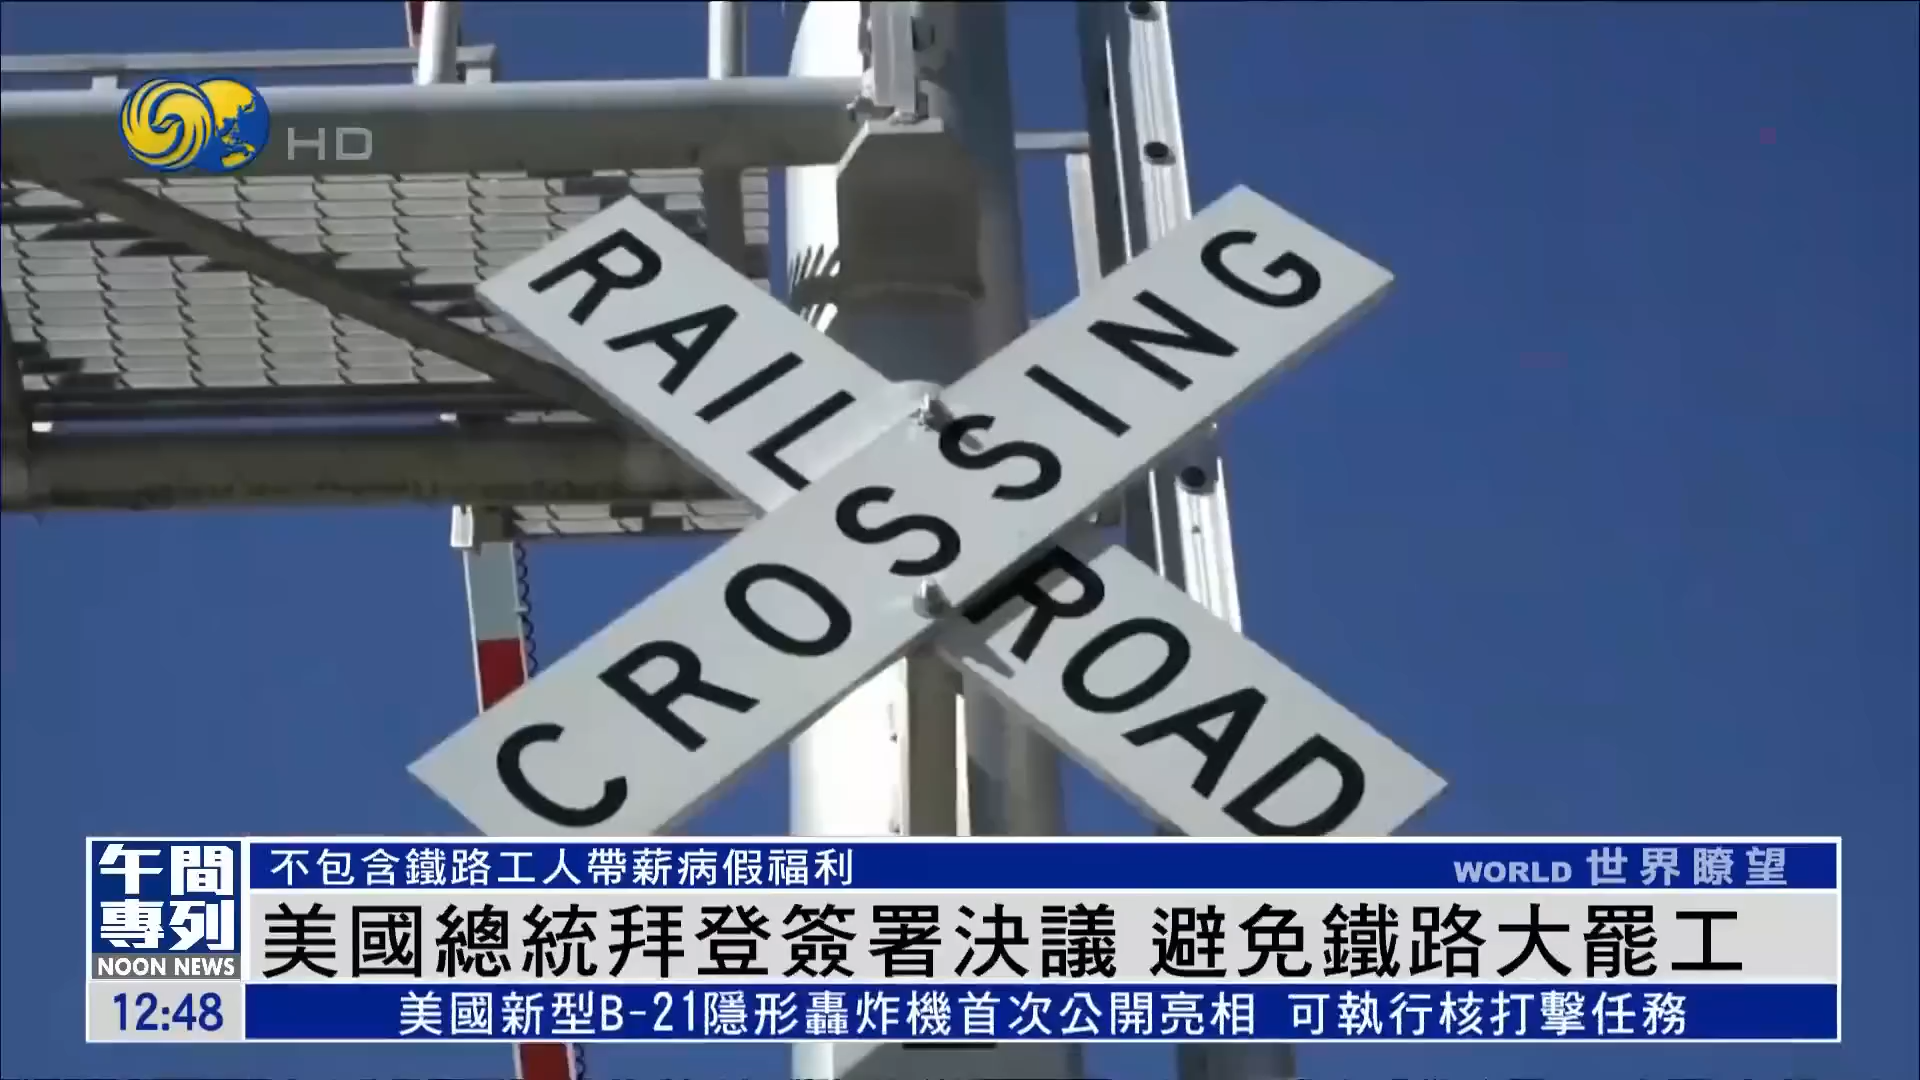 HD
RAIL ROAD
CROSSING
午間
專列
NOON NEWS
12:48
不包含鐵路工人帶薪病假福利
WORLD 世界瞭望
美國總統拜登簽署決議 避免鐵路大罷工
美國新型B-21隱形轟炸機首次公開亮相 可執行核打擊任務